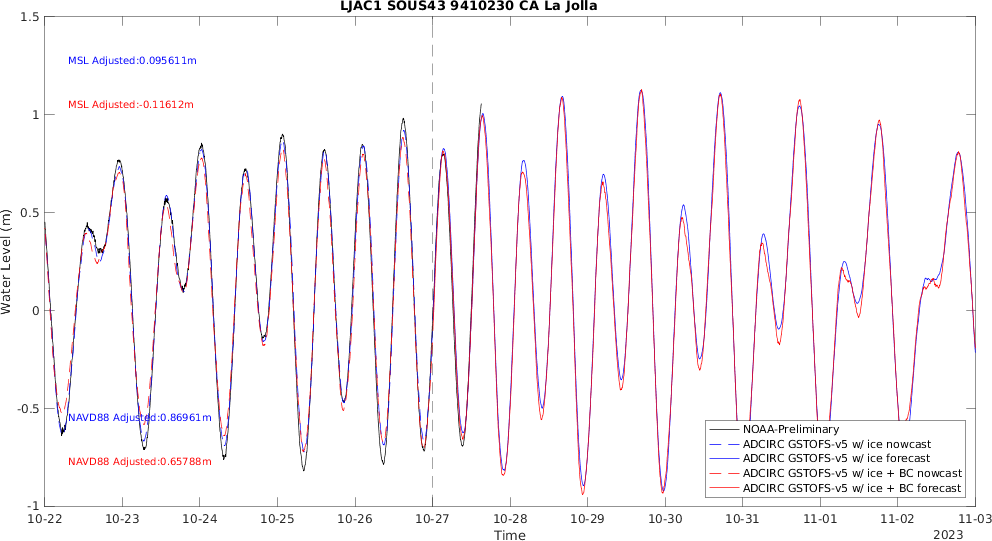 LJAC1 SOUS43 9410230 CA La Jolla
1.5
1
0.5
0
-0.5
-1
Water Level (m)
MSL Adjusted:0.095611m
MSL Adjusted:-0.11612m
NAVD88 Adjusted:0.86961m
NAVD88 Adjusted:0.65788m
NOAA-Preliminary
ADCIRC GSTOFS-v5 w/ ice nowcast
ADCIRC GSTOFS-v5 w/ ice forecast
ADCIRC GSTOFS-v5 w/ ice + BC nowcast
ADCIRC GSTOFS-v5 w/ ice + BC forecast
10-22 10-23 10-24 10-25 10-26 10-27 10-28 10-29 10-30 10-31 11-01 11-02 11-03
Time
2023